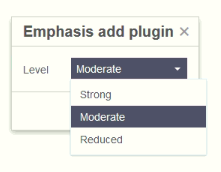 Emphasis add plugin ×
Level Moderate
Strong
Moderate
Reduced